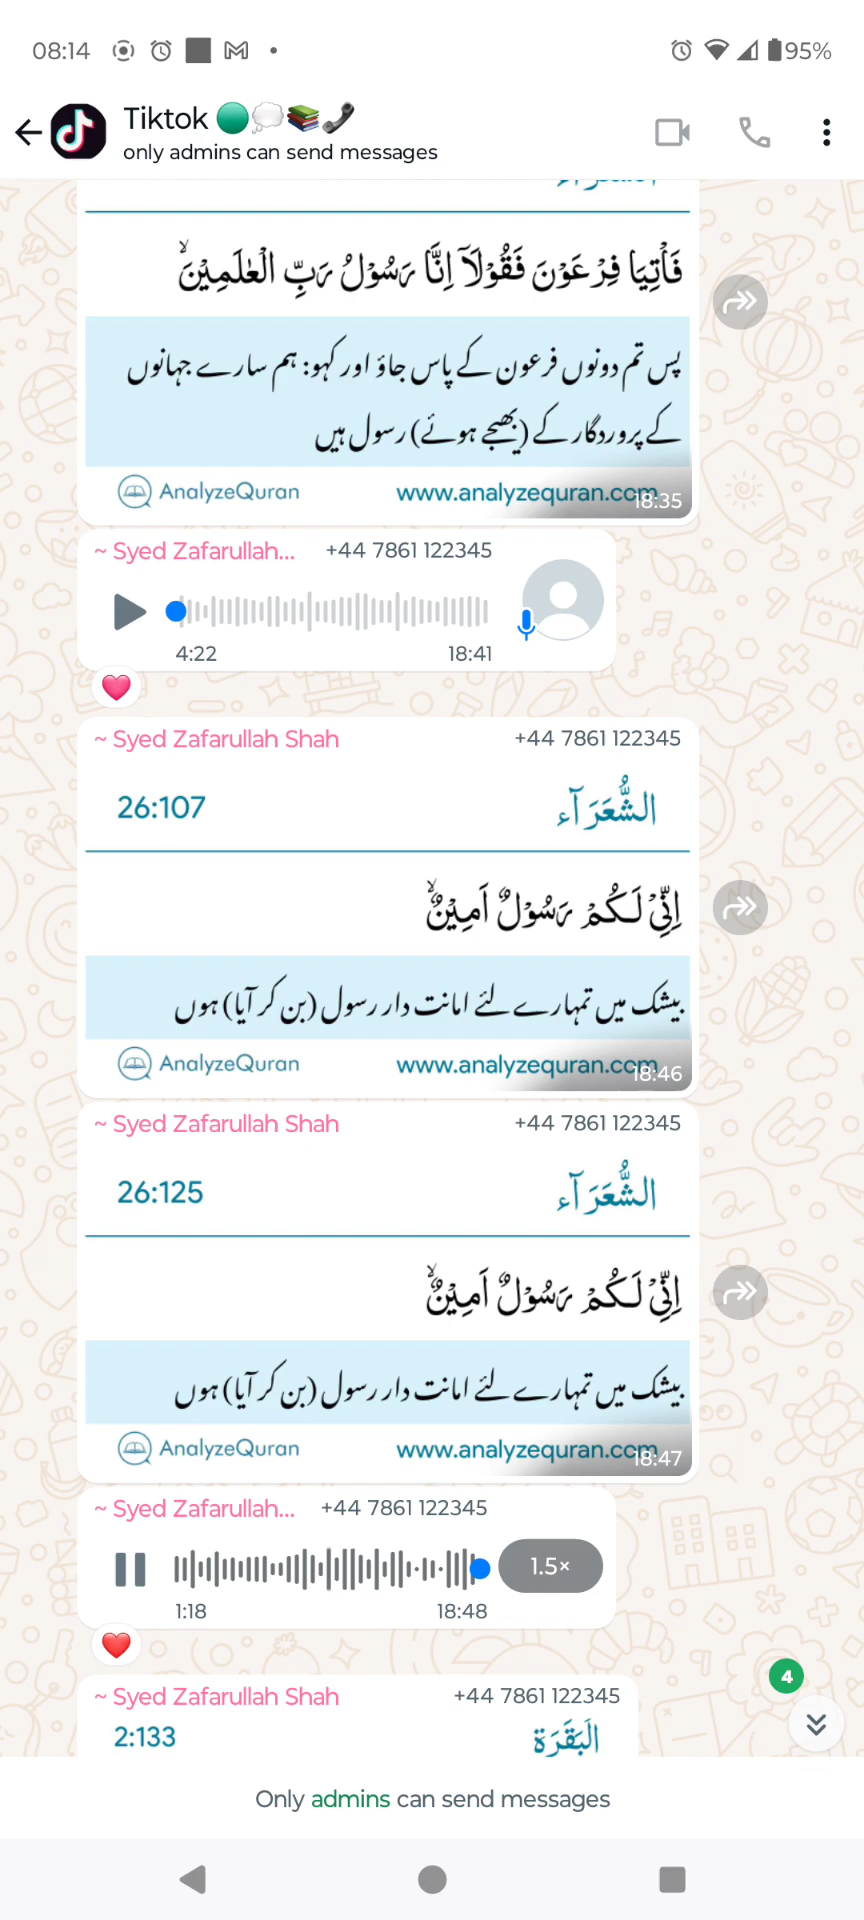 08:14
95%
Tiktok
only admins can send messages
فَاۡتِيَا فِرۡعَوۡنَ فَقُوۡلَاۤ اِنَّا رَسُوۡلُ رَبِّ الۡعٰلَمِيۡنَۙ
پس تم دونوں فرعون کے پاس جاؤ اور کہو: ہم سارے جہانوں
کے پروردگار کے (بھیجے ہوئے) رسول ہیں
AnalyzeQuran www.analyzequran.com
18:35
~ Syed Zafarullah... +44 7861 122345
4:22 18:41
~ Syed Zafarullah Shah +44 7861 122345
26:107 الشُّعَرَآء
اِنِّىۡ لَـكُمۡ رَسُوۡلٌ اَمِيۡنٌۙ
بیشک میں تمہارے لئے امانت دار رسول (بن کر آیا) ہوں
AnalyzeQuran www.analyzequran.com
18:46
~ Syed Zafarullah Shah +44 7861 122345
26:125 الشُّعَرَآء
اِنِّىۡ لَـكُمۡ رَسُوۡلٌ اَمِيۡنٌۙ
بیشک میں تمہارے لئے امانت دار رسول (بن کر آیا) ہوں
AnalyzeQuran www.analyzequran.com
18:47
~ Syed Zafarullah... +44 7861 122345
1.5×
1:18 18:48
4
~ Syed Zafarullah Shah +44 7861 122345
2:133 الْبَقَرَة
Only admins can send messages